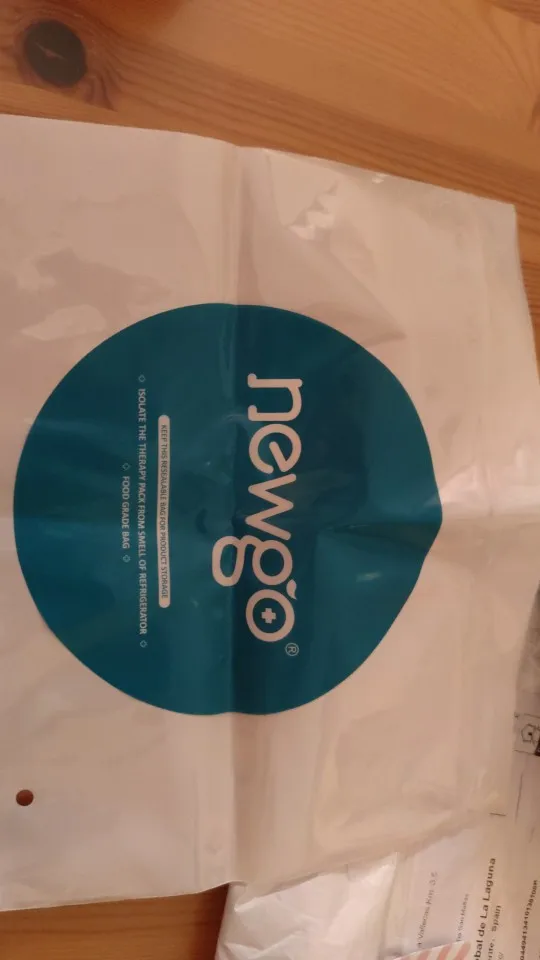 newgo®
KEEP THIS RESEALABLE BAG FOR PRODUCT STORAGE
◇ ISOLATE THE THERAPY PACK FROM SMELL OF REFRIGERATOR ◇
◇ FOOD GRADE BAG ◇
bal de La Laguna
Spain